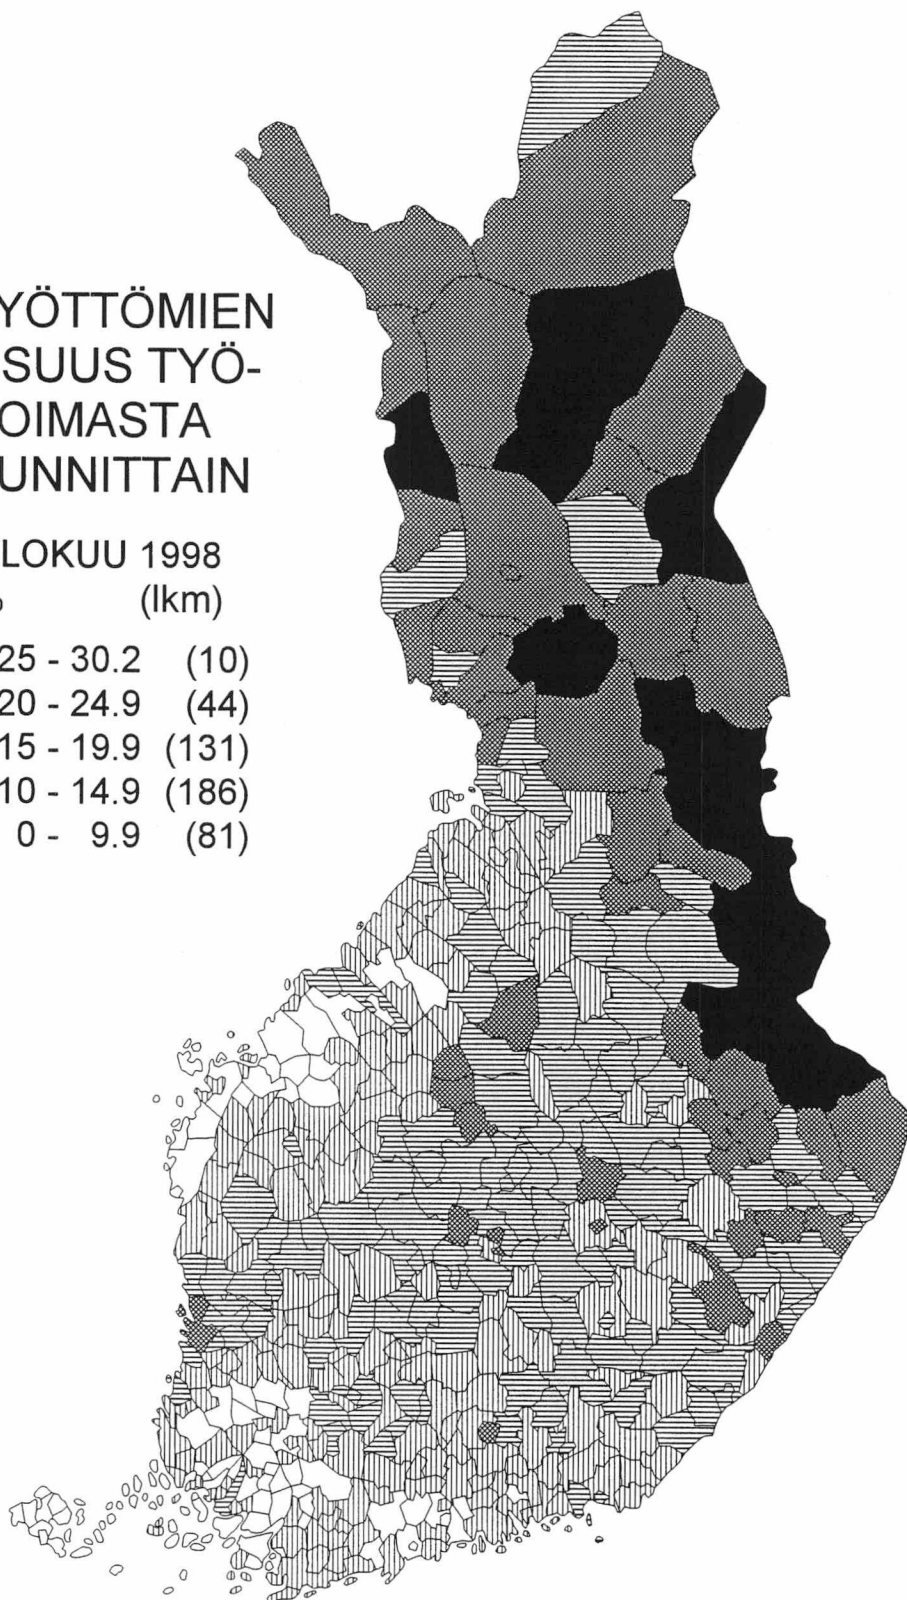 YÖTTÖMIEN
SUUS TYÖ-
OIMASTA
UNNITTAIN
LOKUU 1998
(lkm)
25 - 30.2 (10)
20 - 24.9 (44)
15 - 19.9 (131)
10 - 14.9 (186)
0 - 9.9 (81)